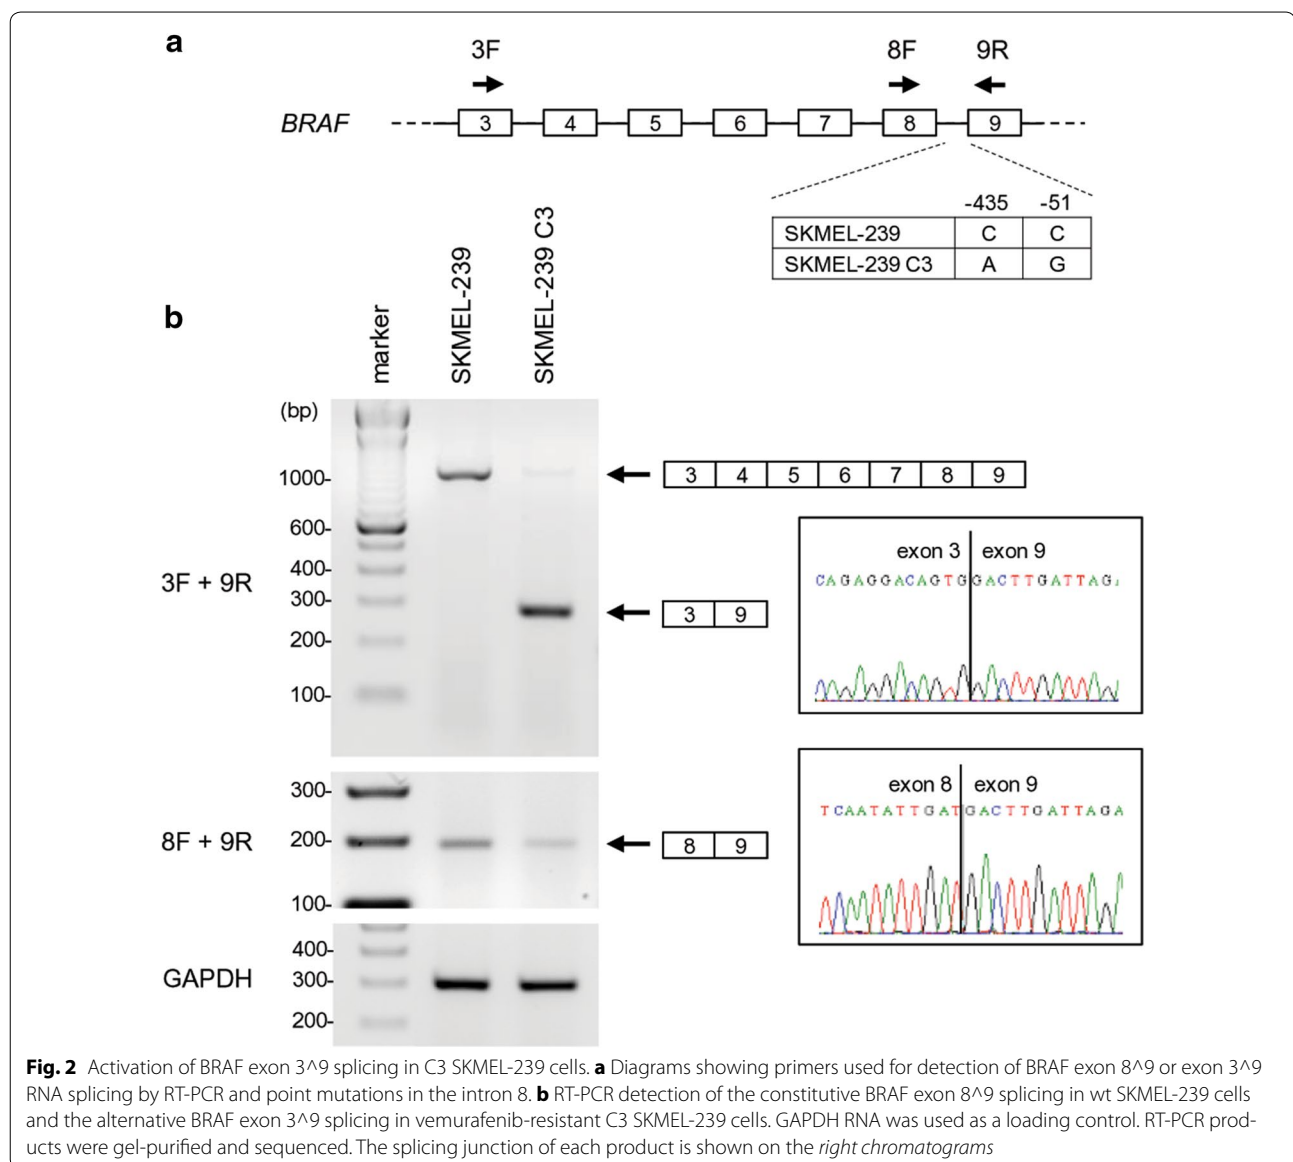 a
3F 8F 9R
BRAF 3 4 5 6 7 8 9
-435 -51
SKMEL-239 C C
SKMEL-239 C3 A G
b
marker SKMEL-239 SKMEL-239 C3
(bp)
1000-
3 4 5 6 7 8 9
600-
exon 3 exon 9
400-
CAGAGGACAGTGGACTTGATTAG
3F + 9R
300-
3 9
200-
100-
300-
exon 8 exon 9
TCAATATTGATGACTTGATTAGA
8F + 9R
200-
8 9
100-
400-
GAPDH
300-
200-
Fig. 2 Activation of BRAF exon 3^9 splicing in C3 SKMEL-239 cells. a Diagrams showing primers used for detection of BRAF exon 8^9 or exon 3^9
RNA splicing by RT-PCR and point mutations in the intron 8. b RT-PCR detection of the constitutive BRAF exon 8^9 splicing in wt SKMEL-239 cells
and the alternative BRAF exon 3^9 splicing in vemurafenib-resistant C3 SKMEL-239 cells. GAPDH RNA was used as a loading control. RT-PCR prod-
ucts were gel-purified and sequenced. The splicing junction of each product is shown on the right chromatograms